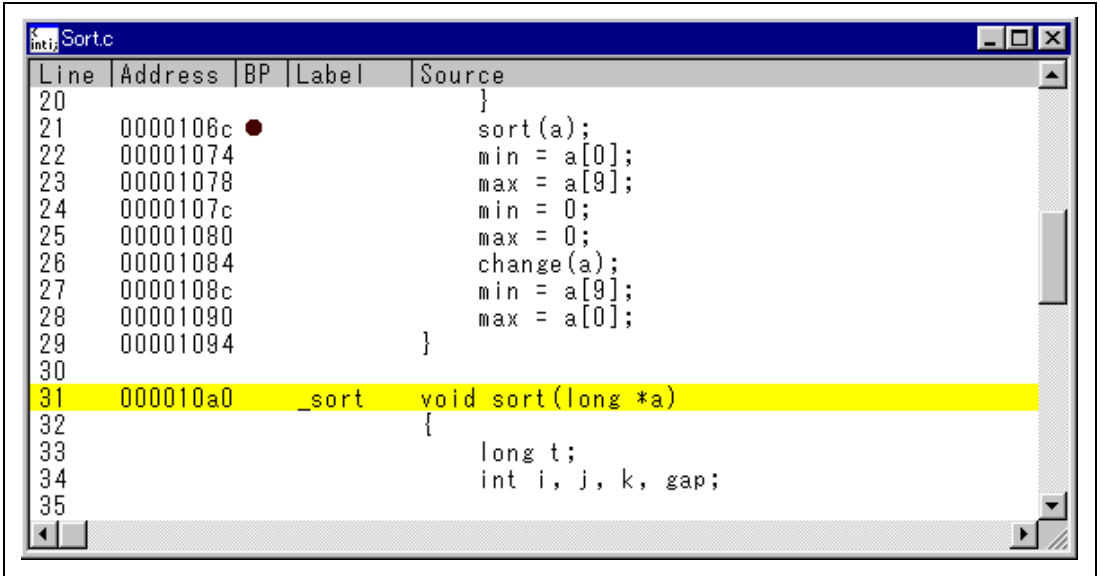 inti; Sort.c
Line Address BP Label Source
20 }
21 0000106c ● sort(a);
22 00001074 min = a[0];
23 00001078 max = a[9];
24 0000107c min = 0;
25 00001080 max = 0;
26 00001084 change(a);
27 0000108c min = a[9];
28 00001090 max = a[0];
29 00001094 }
30
31 000010a0 _sort void sort(long *a)
32 {
33 long t;
34 int i, j, k, gap;
35